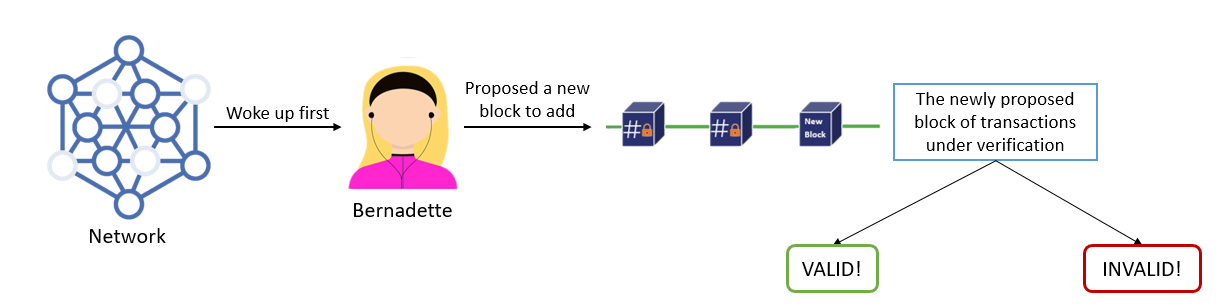 Network
Woke up first
Bernadette
Proposed a new
block to add
#
#
New
Block
The newly proposed
block of transactions
under verification
VALID!
INVALID!